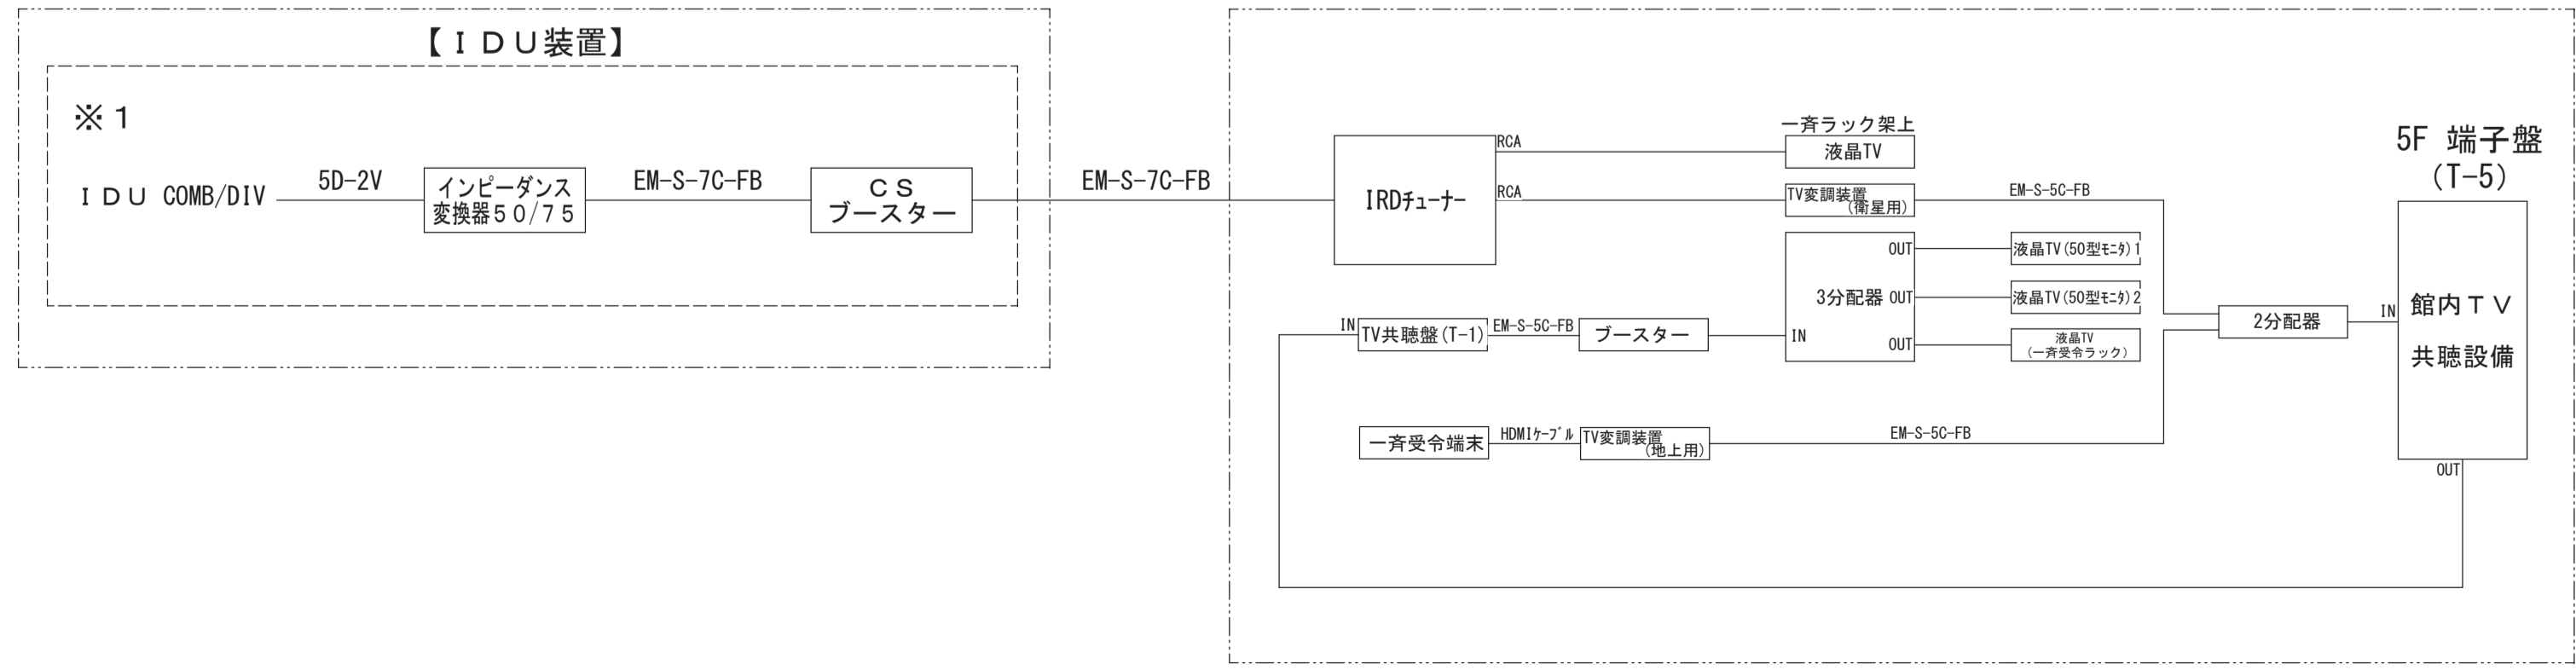 【ＩＤＵ装置】
※１
ＩＤＵ COMB/DIV
5D-2V
インピーダンス
変換器５０/７５
EM-S-7C-FB
ＣＳ
ブースター
EM-S-7C-FB
IRDﾁｭｰﾅｰ
RCA
一斉ラック架上
液晶TV
RCA
TV変調装置
(衛星用)
EM-S-5C-FB
5F 端子盤
(T-5)
OUT
液晶TV(50型ﾓﾆﾀ)1
3分配器
OUT
液晶TV(50型ﾓﾆﾀ)2
IN
OUT
液晶TV
(一斉受令ラック)
IN
TV共聴盤(T-1)
EM-S-5C-FB
ブースター
2分配器
IN
館内ＴＶ
共聴設備
OUT
一斉受令端末
HDMIｹｰﾌﾞﾙ
TV変調装置
(地上用)
EM-S-5C-FB